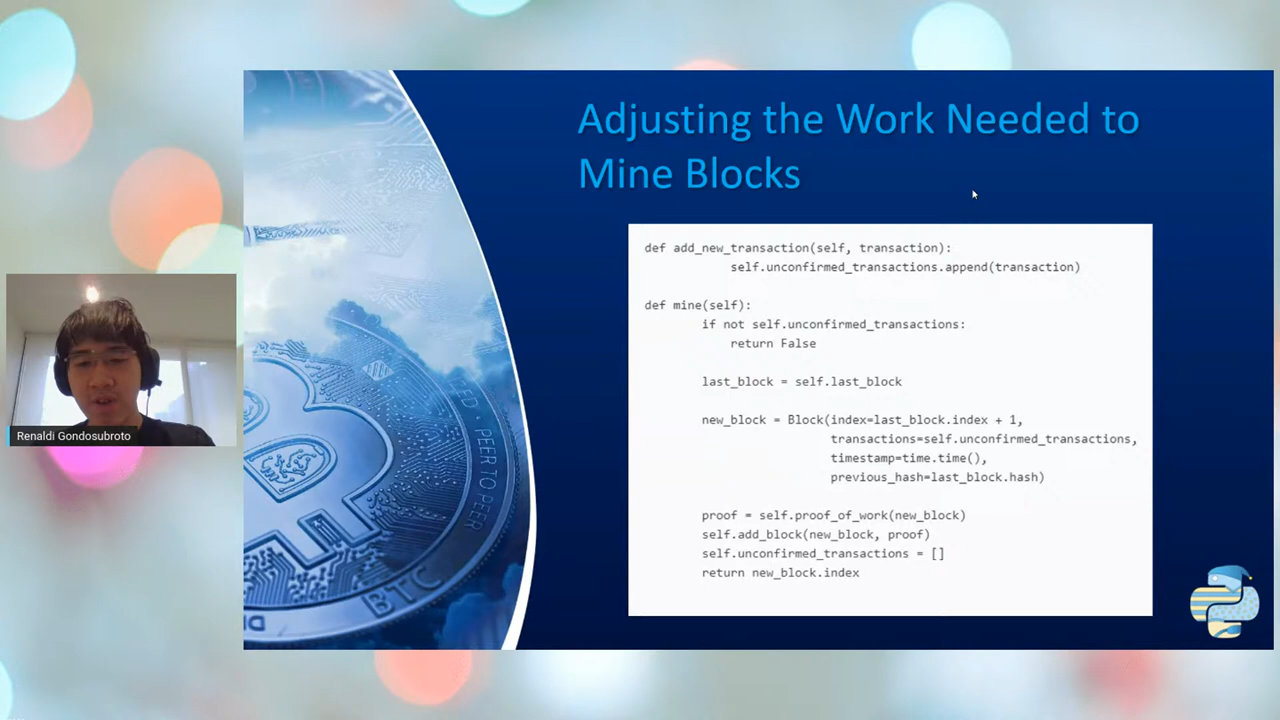 Adjusting the Work Needed to
Mine Blocks
def add_new_transaction(self, transaction):
self.unconfirmed_transactions.append(transaction)
def mine(self):
if not self.unconfirmed_transactions:
return False
last_block = self.last_block
new_block = Block(index=last_block.index + 1,
transactions=self.unconfirmed_transactions,
timestamp=time.time(),
previous_hash=last_block.hash)
proof = self.proof_of_work(new_block)
self.add_block(new_block, proof)
self.unconfirmed_transactions = []
return new_block.index
Renaldi Gondosubroto
PEER TO PEER
BTC